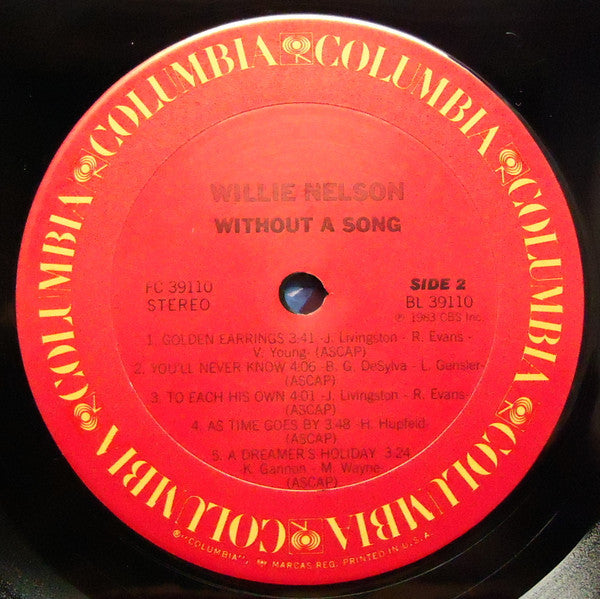 COLUMBIA COLUMBIA COLUMBIA COLUMBIA COLUMBIA COLUMBIA
WILLIE NELSON
WITHOUT A SONG
FC 39110
STEREO
SIDE 2
BL 39110
℗ 1983 CBS Inc.
1. GOLDEN EARRINGS 3:41 -J. Livingston - R. Evans -
V. Young- (ASCAP)
2. YOU'LL NEVER KNOW 4:06 - B. G. DeSylva - L. Gensler-
(ASCAP)
3. TO EACH HIS OWN 4:01 -J. Livingston - R. Evans-
(ASCAP)
4. AS TIME GOES BY 3:48 -H. Hupfeld-
(ASCAP)
5. A DREAMER'S HOLIDAY 3:24
-K. Gannon - M. Wayne-
(ASCAP)
® "COLUMBIA", MARCAS REG. PRINTED IN U.S.A.